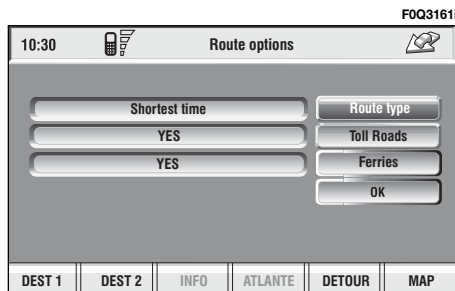 F0Q3161i
10:30 Route options
Shortest time Route type
YES Toll Roads
YES Ferries
OK
DEST 1 DEST 2 INFO ATLANTE DETOUR MAP